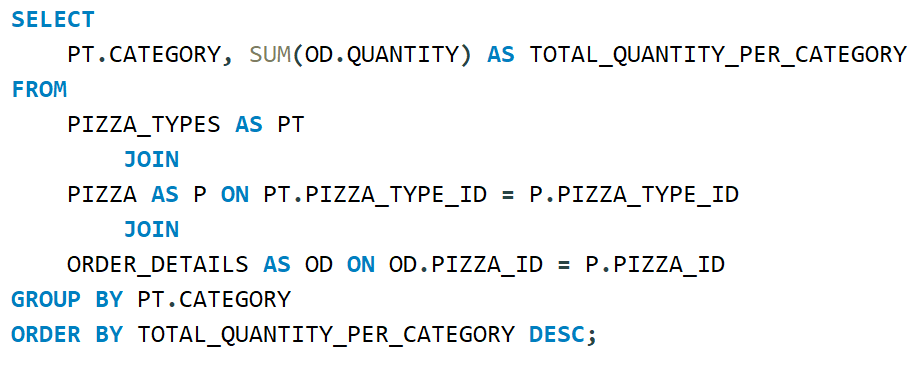 SELECT
    PT.CATEGORY, SUM(OD.QUANTITY) AS TOTAL_QUANTITY_PER_CATEGORY
FROM
    PIZZA_TYPES AS PT
        JOIN
    PIZZA AS P ON PT.PIZZA_TYPE_ID = P.PIZZA_TYPE_ID
        JOIN
    ORDER_DETAILS AS OD ON OD.PIZZA_ID = P.PIZZA_ID
GROUP BY PT.CATEGORY
ORDER BY TOTAL_QUANTITY_PER_CATEGORY DESC;